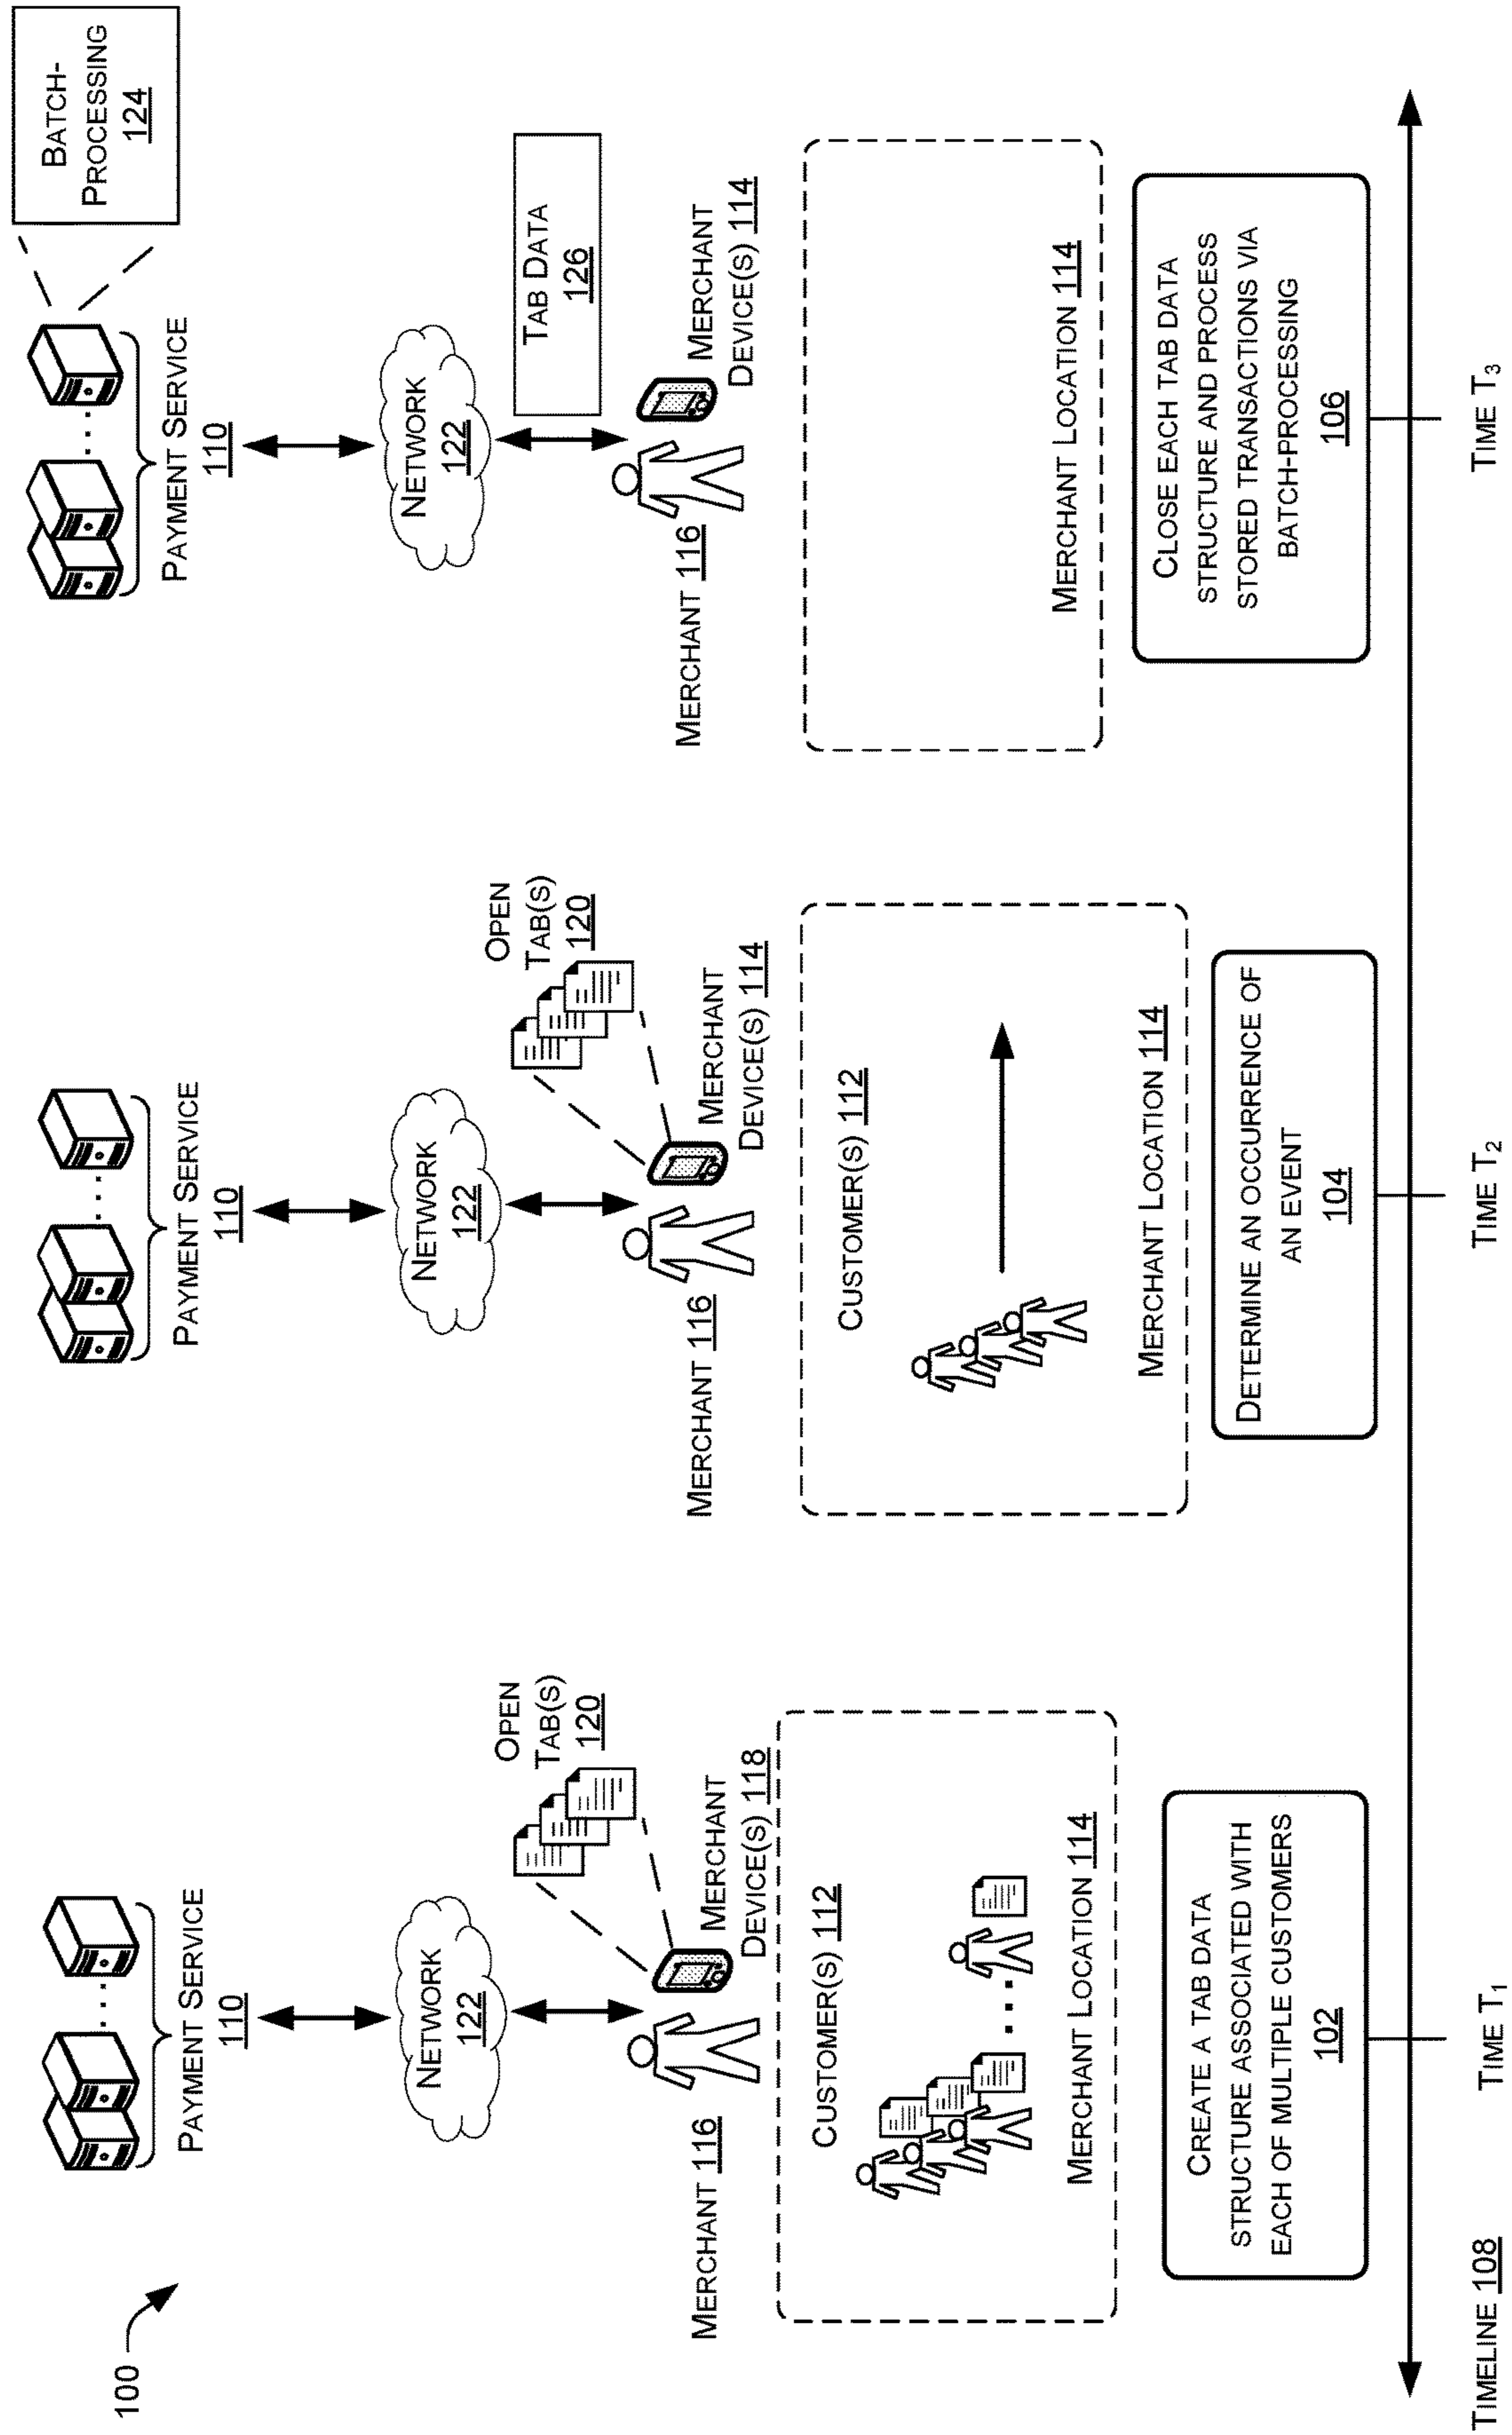 100
PAYMENT SERVICE
110
NETWORK
122
OPEN
TAB(S)
120
MERCHANT 116
MERCHANT
DEVICE(S) 118
CUSTOMER(S) 112
MERCHANT LOCATION 114
CREATE A TAB DATA
STRUCTURE ASSOCIATED WITH
EACH OF MULTIPLE CUSTOMERS
102
TIME T1
PAYMENT SERVICE
110
NETWORK
122
OPEN
TAB(S)
120
MERCHANT 116
MERCHANT
DEVICE(S) 114
CUSTOMER(S) 112
MERCHANT LOCATION 114
DETERMINE AN OCCURRENCE OF
AN EVENT
104
TIME T2
BATCH-
PROCESSING
124
PAYMENT SERVICE
110
NETWORK
122
TAB DATA
126
MERCHANT 116
MERCHANT
DEVICE(S) 114
MERCHANT LOCATION 114
CLOSE EACH TAB DATA
STRUCTURE AND PROCESS
STORED TRANSACTIONS VIA
BATCH-PROCESSING
106
TIME T3
TIMELINE 108